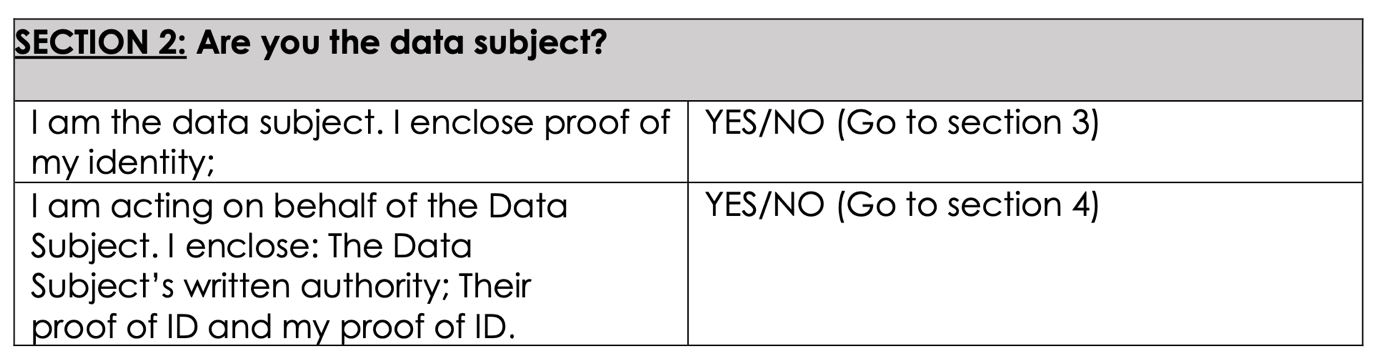 SECTION 2: Are you the data subject?
I am the data subject. I enclose proof of
my identity;
YES/NO (Go to section 3)
I am acting on behalf of the Data
Subject. I enclose: The Data
Subject’s written authority; Their
proof of ID and my proof of ID.
YES/NO (Go to section 4)